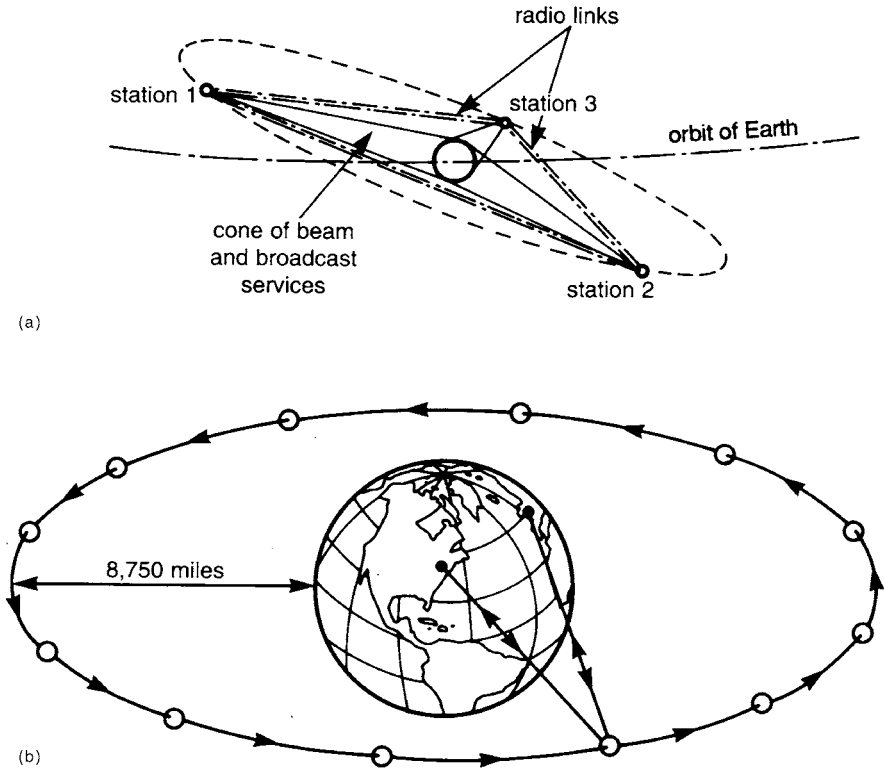 radio links
station 1
station 3
orbit of Earth
cone of beam
and broadcast
services
station 2
(a)
8,750 miles
(b)